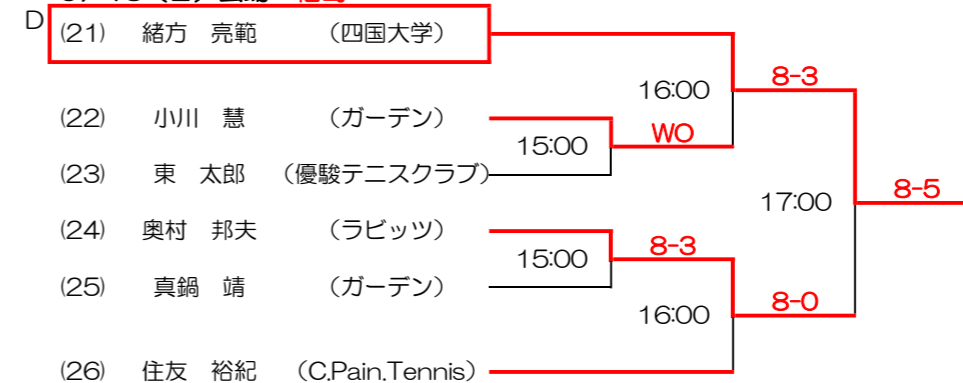 D
(21) 緒方 亮範 (四国大学)
16:00 8-3
(22) 小川 慧 (ガーデン)
15:00 WO
(23) 東 太郎 (優駿テニスクラブ)
17:00 8-5
(24) 奥村 邦夫 (ラビッツ)
15:00 8-3
(25) 真鍋 靖 (ガーデン)
16:00 8-0
(26) 住友 裕紀 (C.Pain.Tennis)